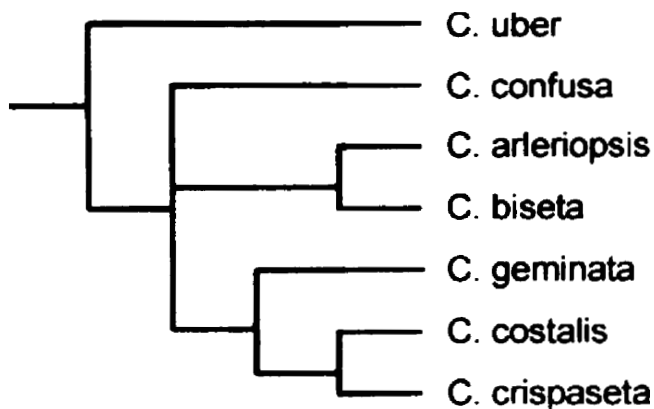 C. uber
C. confusa
C. arleriopsis
C. biseta
C. geminata
C. costalis
C. crispaseta